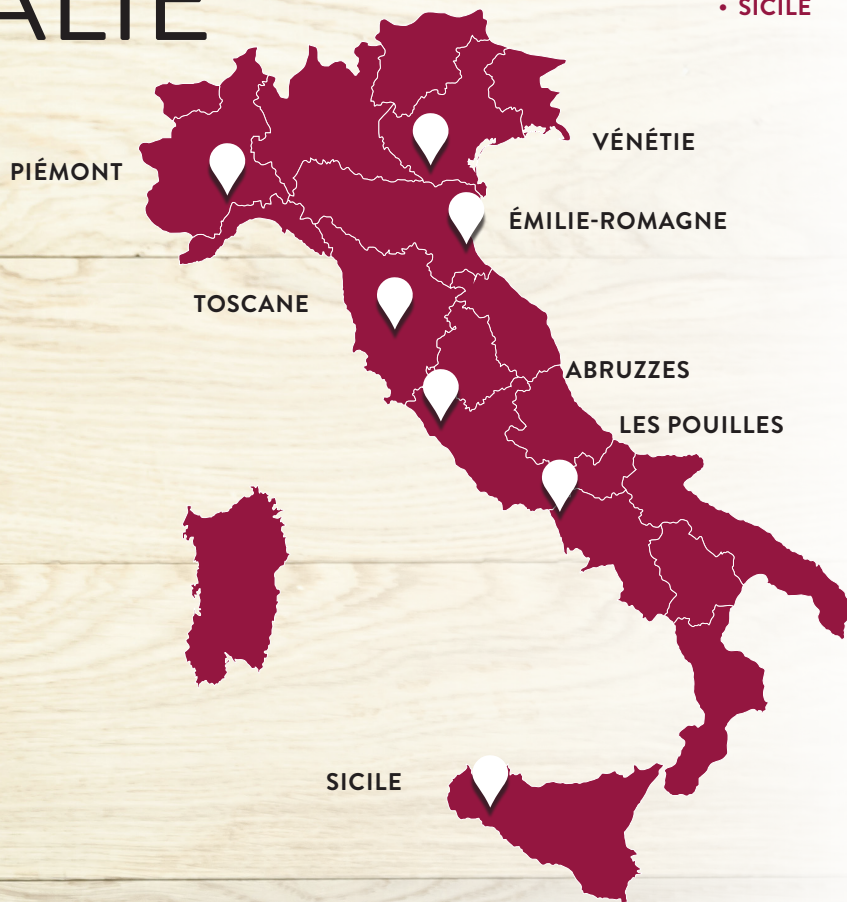 ALIE
• SICILE
VÉNÉTIE
PIÉMONT
ÉMILIE-ROMAGNE
TOSCANE
ABRUZZES
LES POUILLES
SICILE